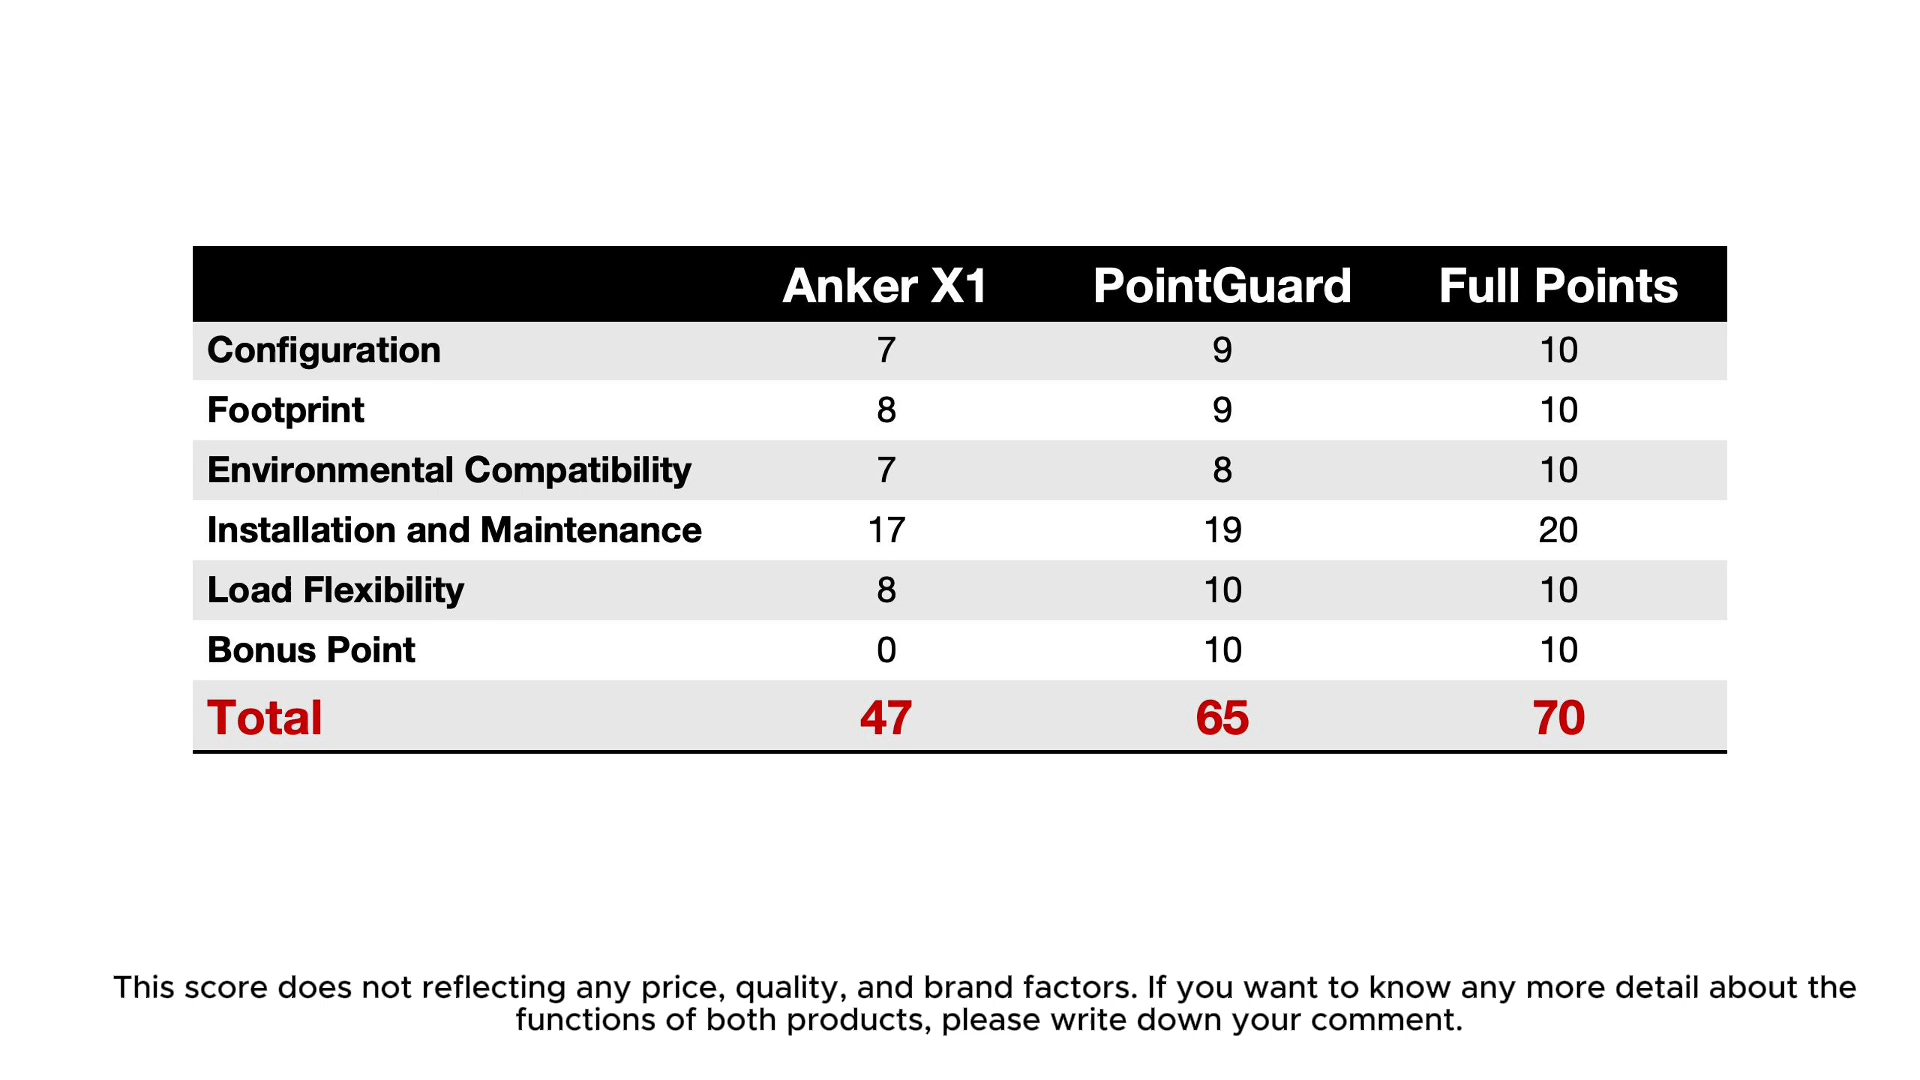 Anker X1 PointGuard Full Points
Configuration 7 9 10
Footprint 8 9 10
Environmental Compatibility 7 8 10
Installation and Maintenance 17 19 20
Load Flexibility 8 10 10
Bonus Point 0 10 10
Total 47 65 70
This score does not reflecting any price, quality, and brand factors. If you want to know any more detail about the
functions of both products, please write down your comment.